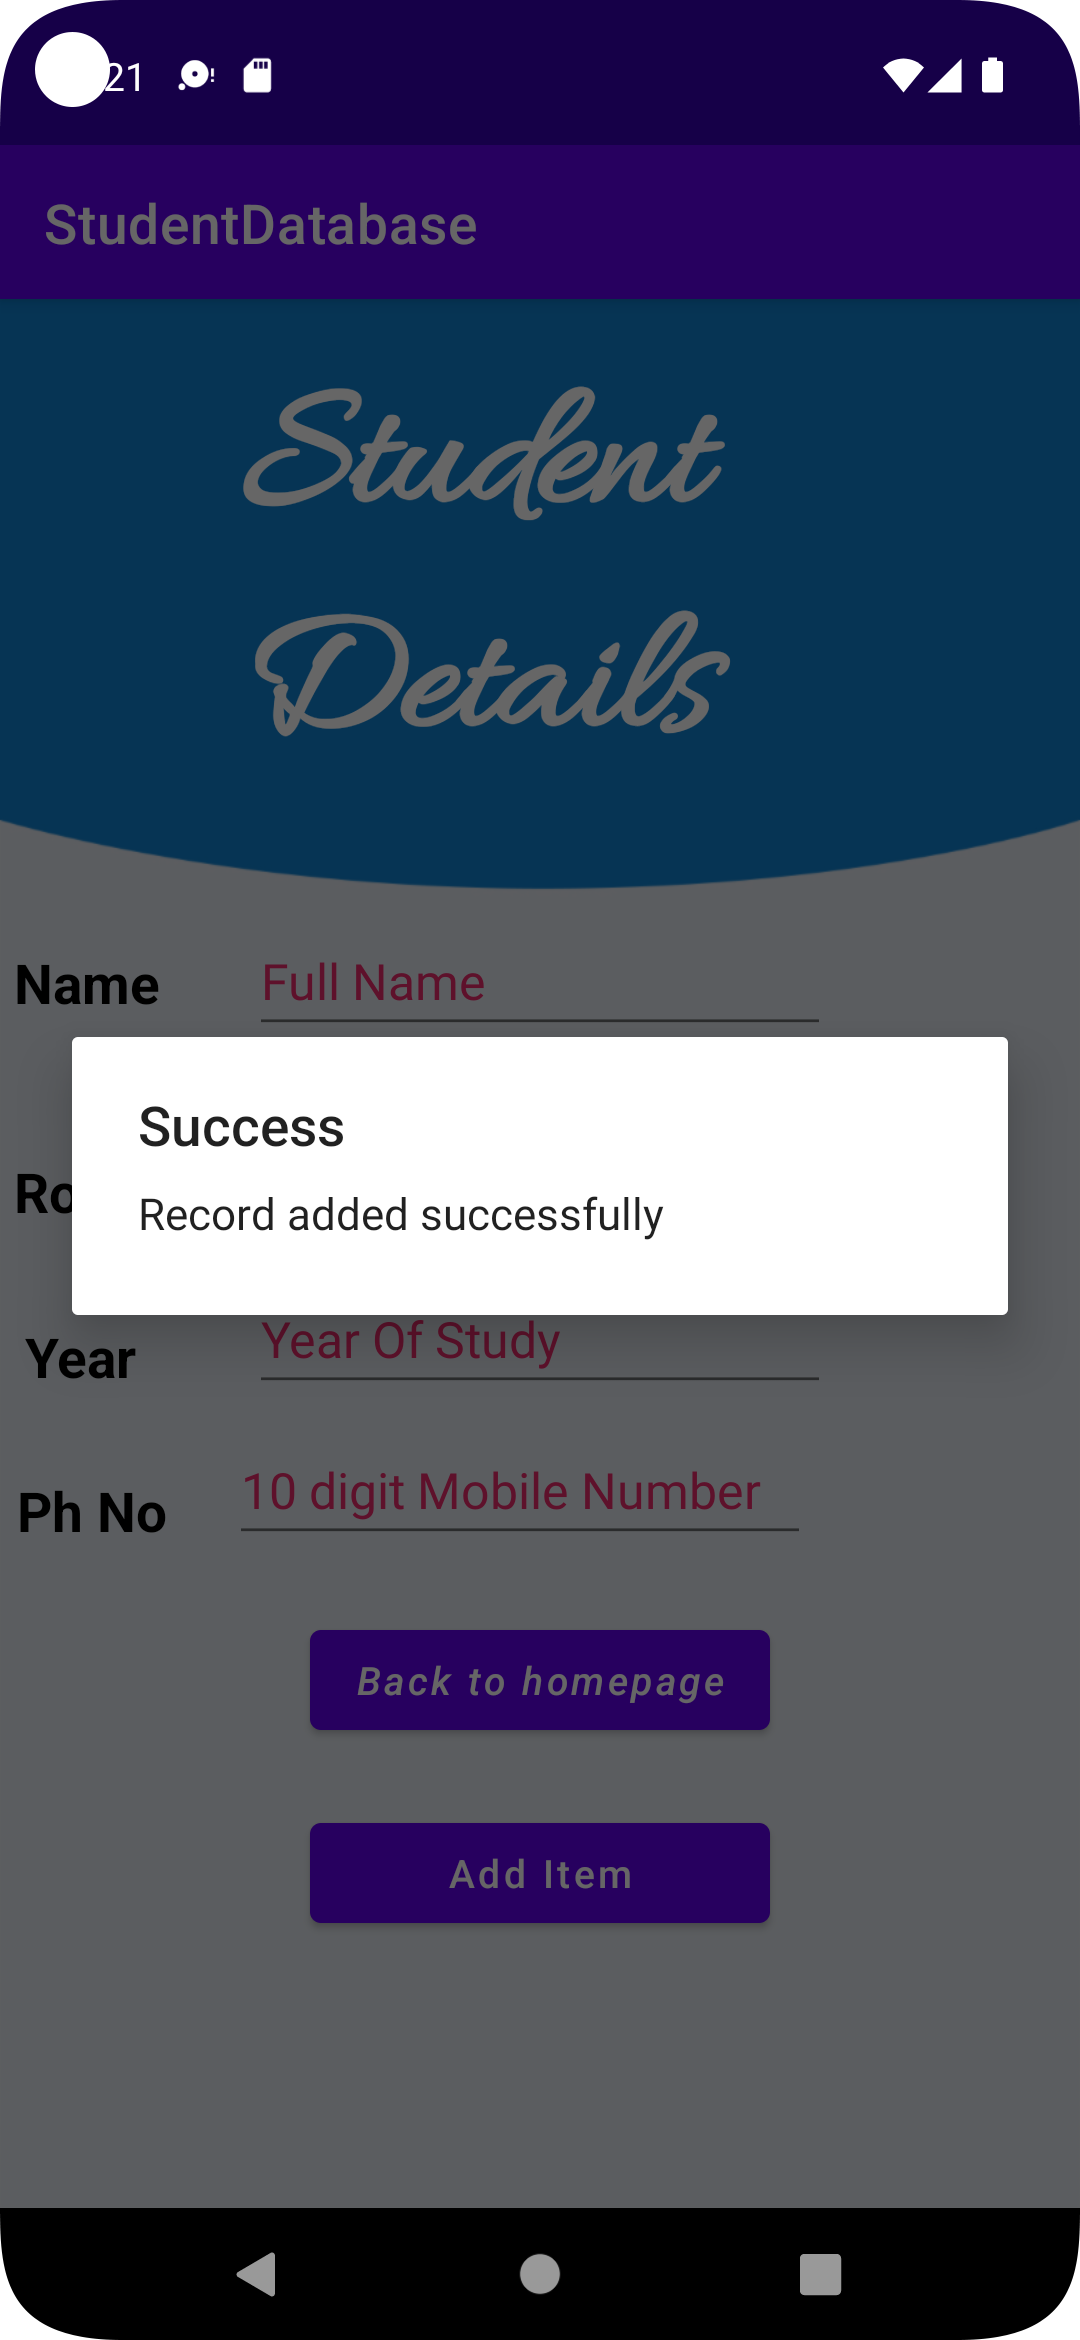 21
StudentDatabase
Student
Details
Name
Full Name
Success
Ro
Record added successfully
Year
Year Of Study
Ph No
10 digit Mobile Number
Back to homepage
Add Item